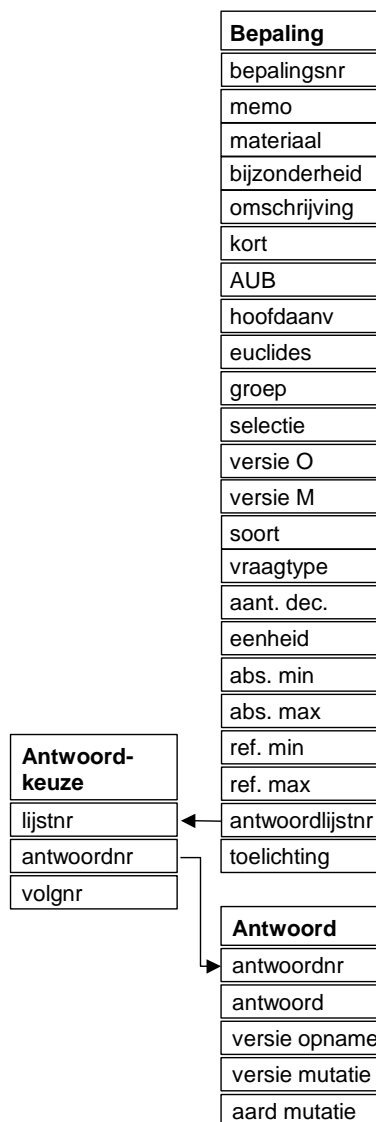 Bepaling
bepalingsnr
memo
materiaal
bijzonderheid
omschrijving
kort
AUB
hoofdaanv
euclides
groep
selectie
versie O
versie M
soort
vraagtype
aant. dec.
eenheid
abs. min
abs. max
ref. min
ref. max
antwoordlijstnr
toelichting
Antwoord-
keuze
lijstnr
antwoordnr
volgnr
Antwoord
antwoordnr
antwoord
versie opname
versie mutatie
aard mutatie